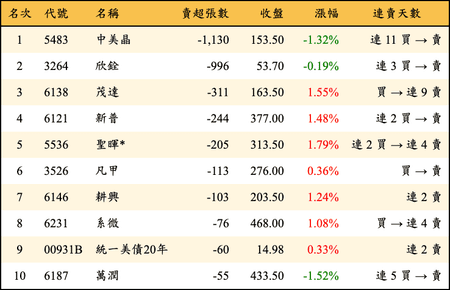 名次 代號 名稱 賣超張數 收盤 漲幅 連賣天數
1 5483 中美晶 -1,130 153.50 -1.32% 連 11 買 → 賣
2 3264 欣銓 -996 53.70 -0.19% 連 3 買 → 賣
3 6138 茂達 -311 163.50 1.55% 買 → 連 9 賣
4 6121 新普 -244 377.00 1.48% 連 2 買 → 賣
5 5536 聖暉* -205 313.50 1.79% 連 2 買 → 連 4 賣
6 3526 凡甲 -113 276.00 0.36% 買 → 賣
7 6146 耕興 -103 203.50 1.24% 連 2 賣
8 6231 系微 -76 468.00 1.08% 買 → 連 4 賣
9 00931B 統一美債20年 -60 14.98 0.33% 連 2 賣
10 6187 萬潤 -55 433.50 -1.52% 連 5 買 → 賣